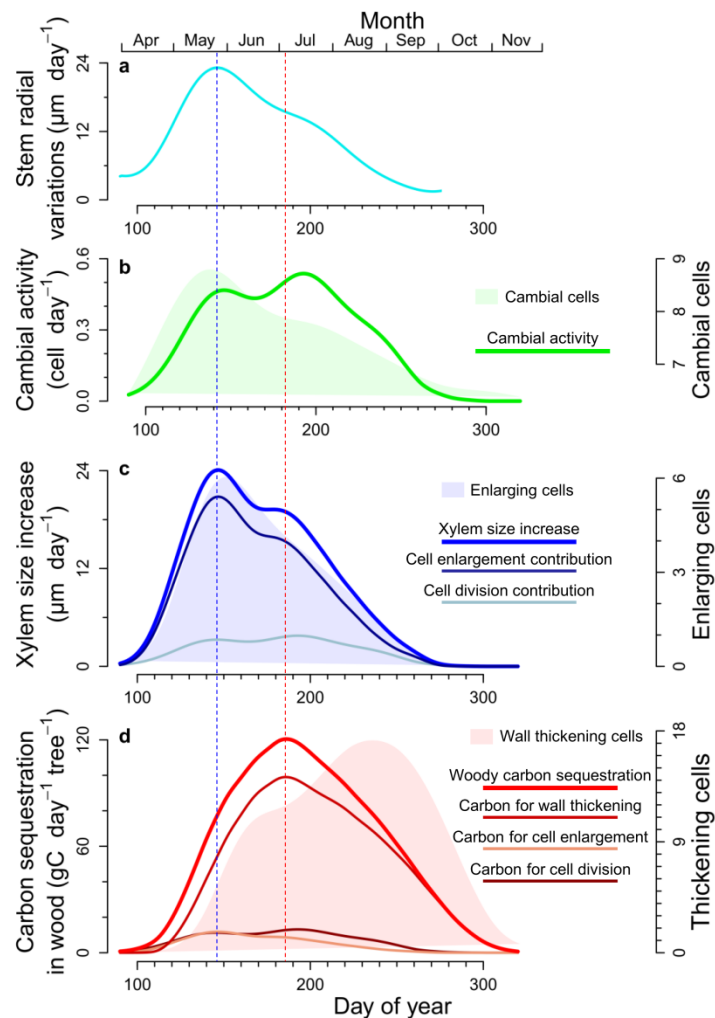 Month
Apr May Jun Jul Aug Sep Oct Nov
a
Stem radial
variations (µm day⁻¹)
0 12 24
100 200 300
b
Cambial activity
(cell day⁻¹)
0.0 0.3 0.6
Cambial cells
Cambial activity
7 8 9
Cambial cells
100 200 300
c
Xylem size increase
(µm day⁻¹)
0 12 24
Enlarging cells
Xylem size increase
Cell enlargement contribution
Cell division contribution
0 3 6
Enlarging cells
100 200 300
d
Carbon sequestration
in wood (gC day⁻¹ tree⁻¹)
0 60 120
Wall thickening cells
Woody carbon sequestration
Carbon for wall thickening
Carbon for cell enlargement
Carbon for cell division
0 9 18
Thickening cells
100 200 300
Day of year